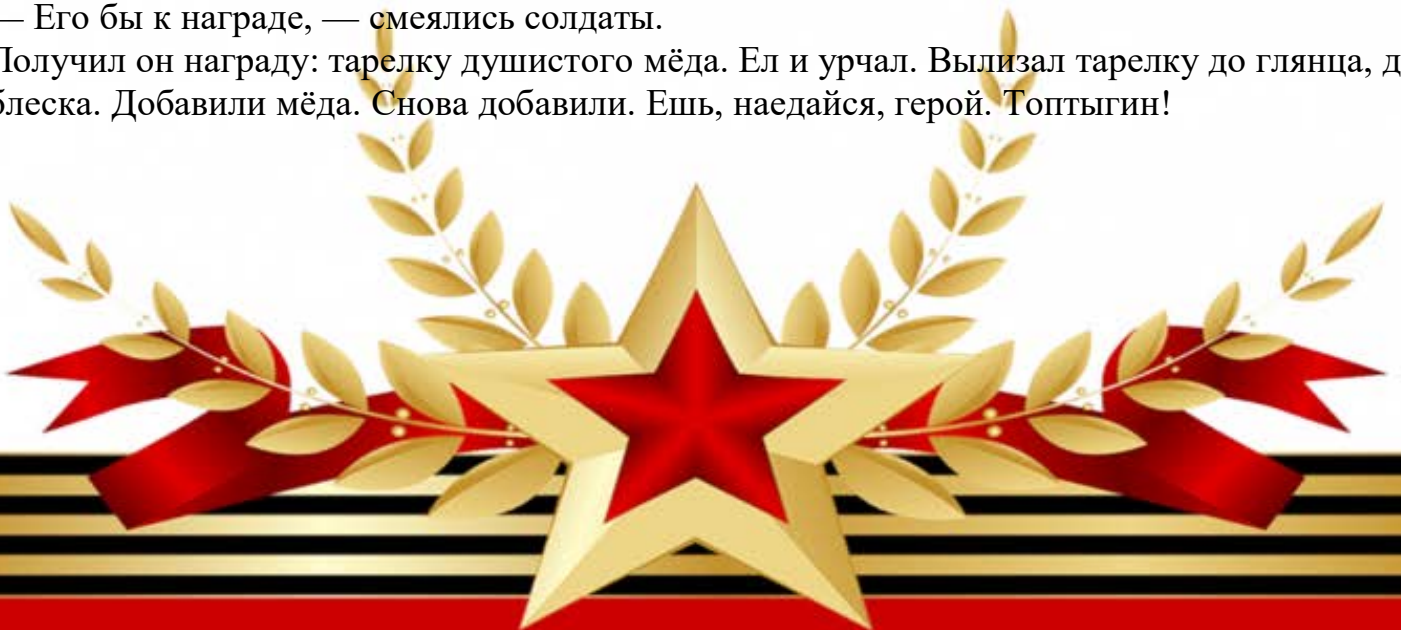 — Его бы к награде, — смеялись солдаты.
Получил он награду: тарелку душистого мёда. Ел и урчал. Вылизал тарелку до глянца, д
блеска. Добавили мёда. Снова добавили. Ешь, наедайся, герой. Топтыгин!